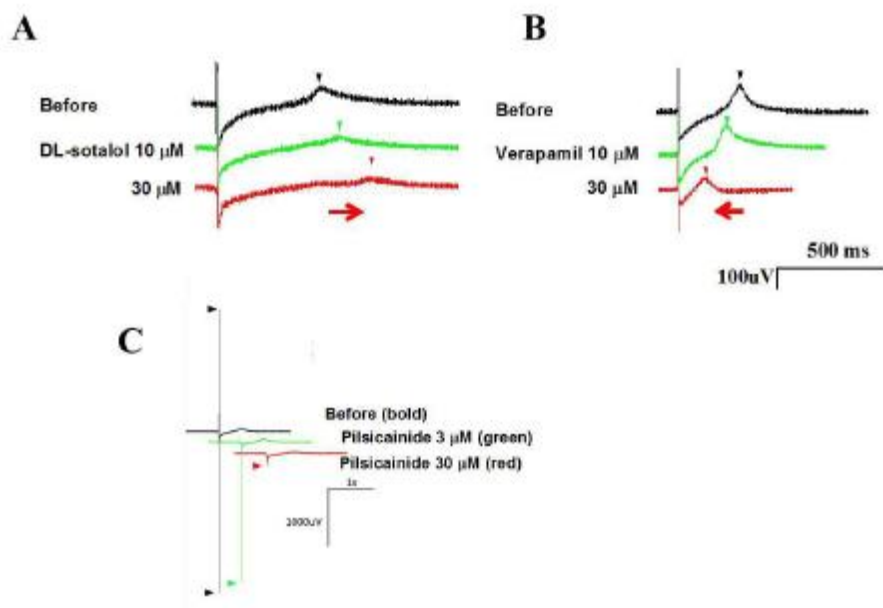 A
Before
DL-sotalol 10 µM
30 µM
B
Before
Verapamil 10 µM
30 µM
500 ms
100uV
C
Before (bold)
Pilsicainide 3 µM (green)
Pilsicainide 30 µM (red)
1s
1000uV